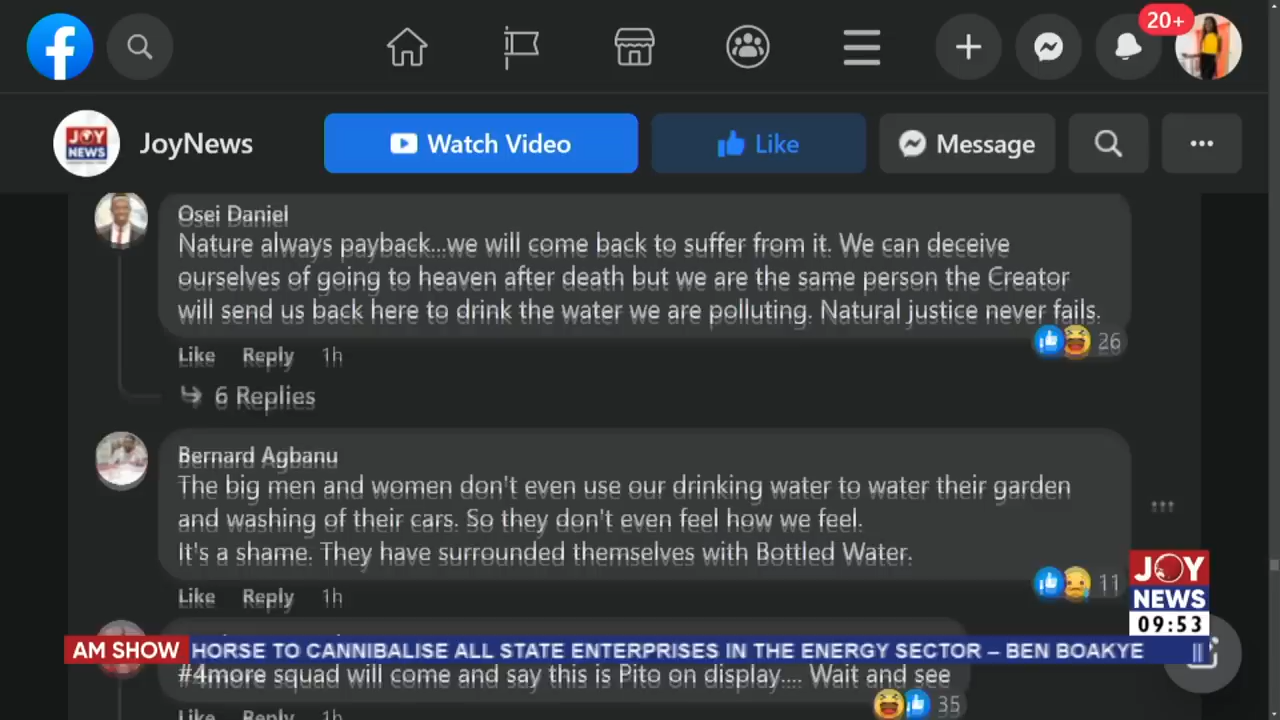 20+
JOY
NEWS
JoyNews
Watch Video
Like
Message
Osei Daniel
Nature always payback...we will come back to suffer from it. We can deceive
ourselves of going to heaven after death but we are the same person the Creator
will send us back here to drink the water we are polluting. Natural justice never fails.
26
Like Reply 1h
6 Replies
Bernard Agbanu
The big men and women don't even use our drinking water to water their garden
and washing of their cars. So they don't even feel how we feel.
It's a shame. They have surrounded themselves with Bottled Water.
11
Like Reply 1h
JOY
NEWS
09:53
AM SHOW HORSE TO CANNIBALISE ALL STATE ENTERPRISES IN THE ENERGY SECTOR – BEN BOAKYE
#4more squad will come and say this is Pito on display.... Wait and see
35
Like Reply 1h